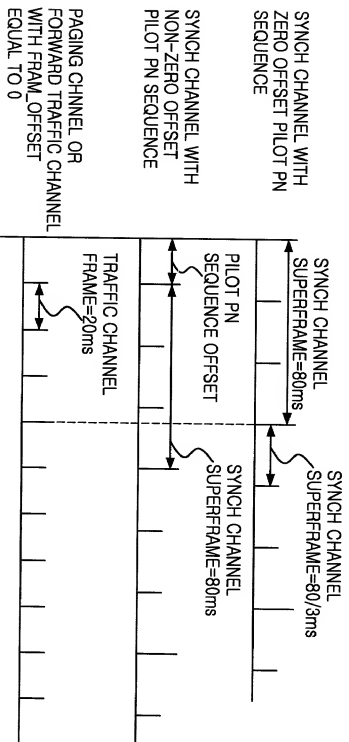 SYNCH CHANNEL WITH
ZERO OFFSET PILOT PN
SEQUENCE
SYNCH CHANNEL
SUPERFRAME=80ms
SYNCH CHANNEL
SUPERFRAME=80/3ms
SYNCH CHANNEL WITH
NON-ZERO OFFSET
PILOT PN SEQUENCE
PILOT PN
SEQUENCE OFFSET
SYNCH CHANNEL
SUPERFRAME=80ms
PAGING CHNNEL OR
FORWARD TRAFFIC CHANNEL
WITH FRAM_OFFSET
EQUAL TO 0
TRAFFIC CHANNEL
FRAME=20ms